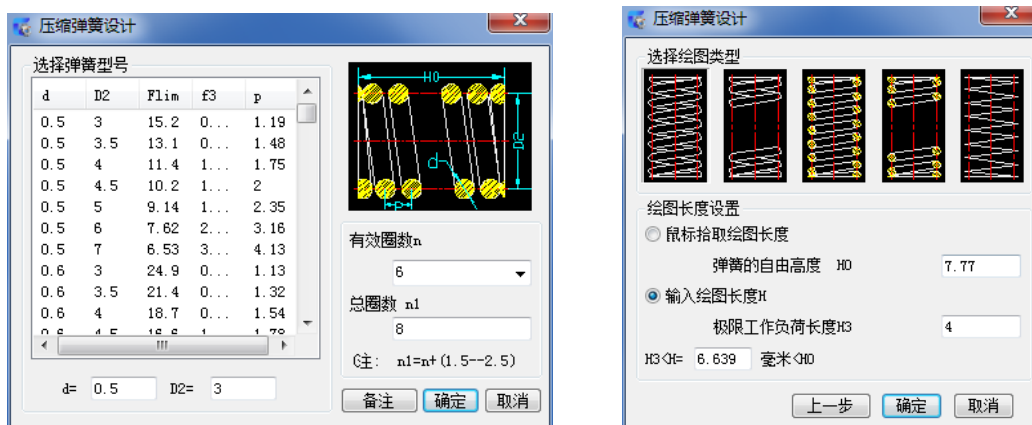 压缩弹簧设计
选择弹簧型号
d D2 Flim f3 p
0.5 3 15.2 0... 1.19
0.5 3.5 13.1 0... 1.48
0.5 4 11.4 1... 1.75
0.5 4.5 10.2 1... 2
0.5 5 9.14 1... 2.35
0.5 6 7.62 2... 3.16
0.5 7 6.53 3... 4.13
0.6 3 24.9 0... 1.13
0.6 3.5 21.4 0... 1.32
0.6 4 18.7 0... 1.54
d= 0.5 D2= 3
H0
D2
d
p
有效圈数n
6
总圈数 n1
8
(注: n1=n+(1.5--2.5)
备注 确定 取消
压缩弹簧设计
选择绘图类型
绘图长度设置
鼠标拾取绘图长度
弹簧的自由高度 H0 7.77
输入绘图长度H
极限工作负荷长度H3 4
H3<H= 6.639 毫米<H0
上一步 确定 取消